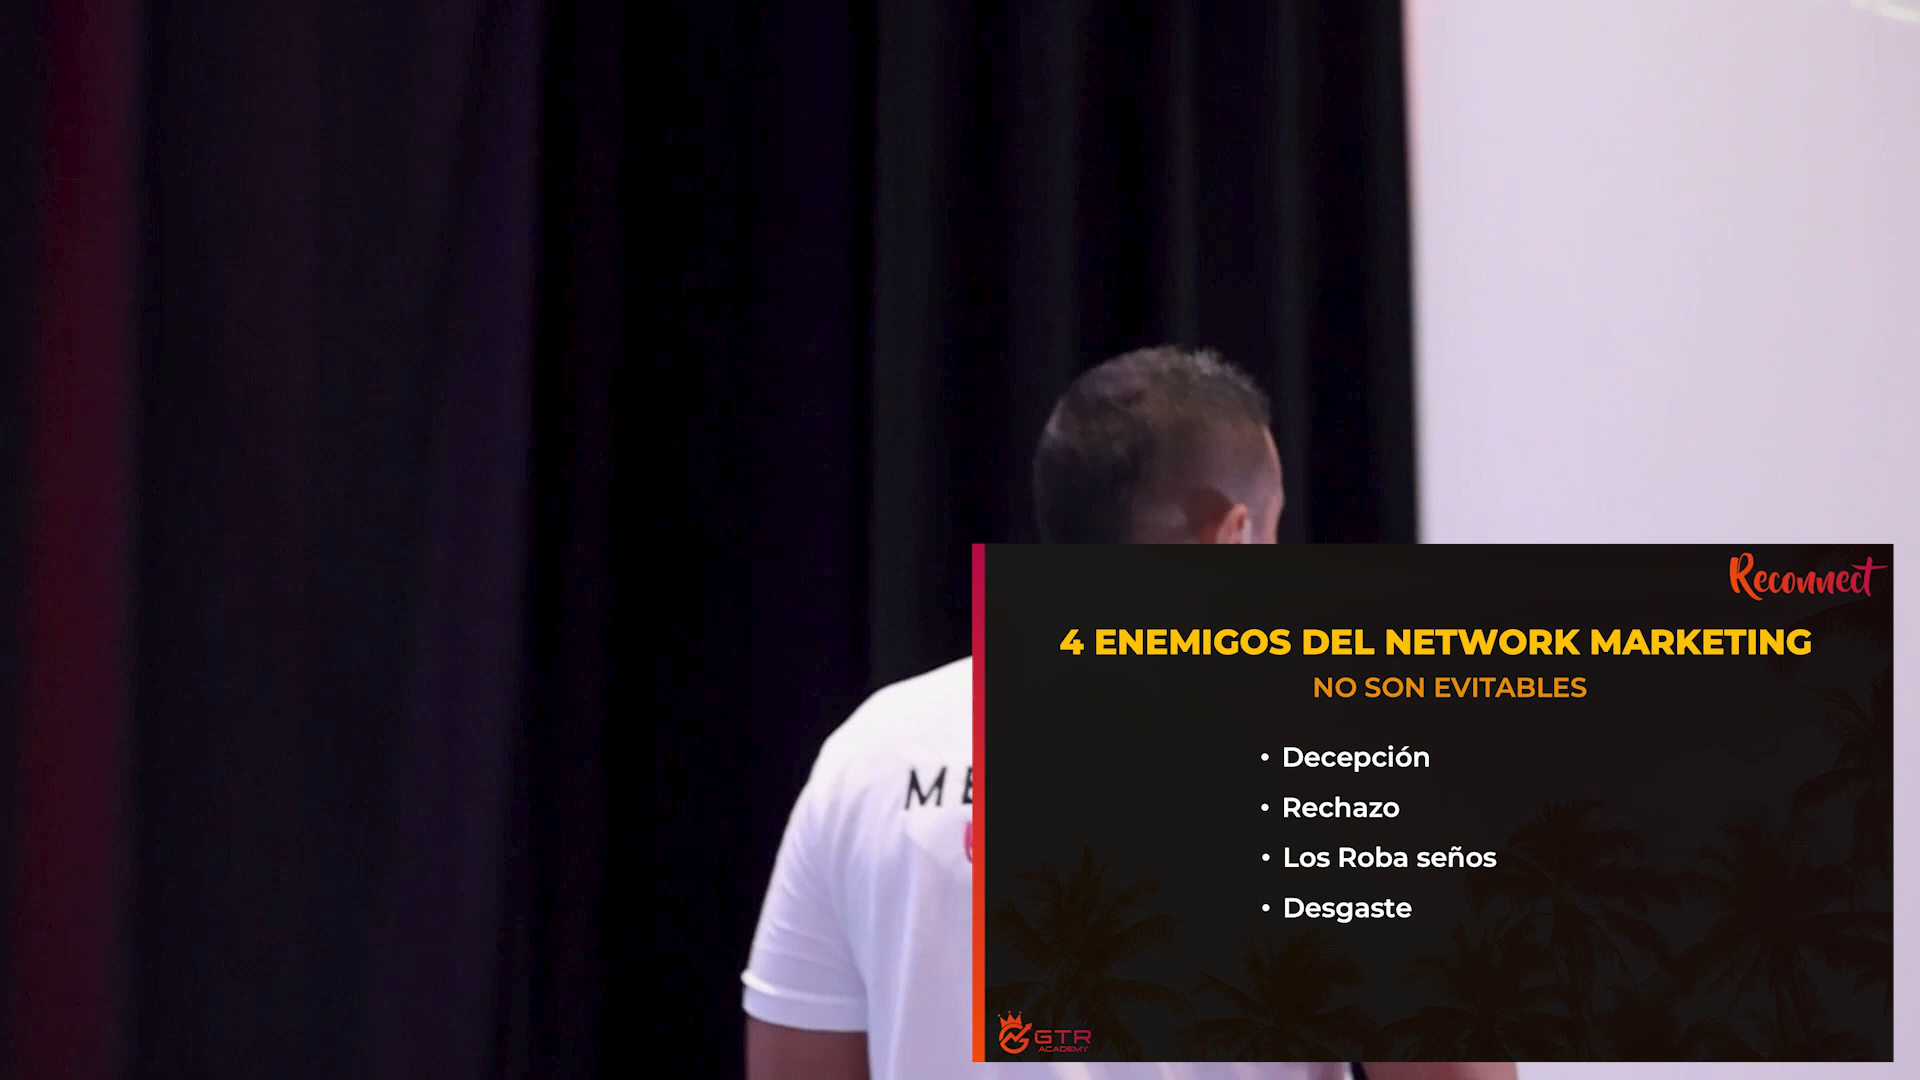 Reconnect
4 ENEMIGOS DEL NETWORK MARKETING
NO SON EVITABLES
• Decepción
• Rechazo
• Los Roba seños
• Desgaste
GTR
ACADEMY